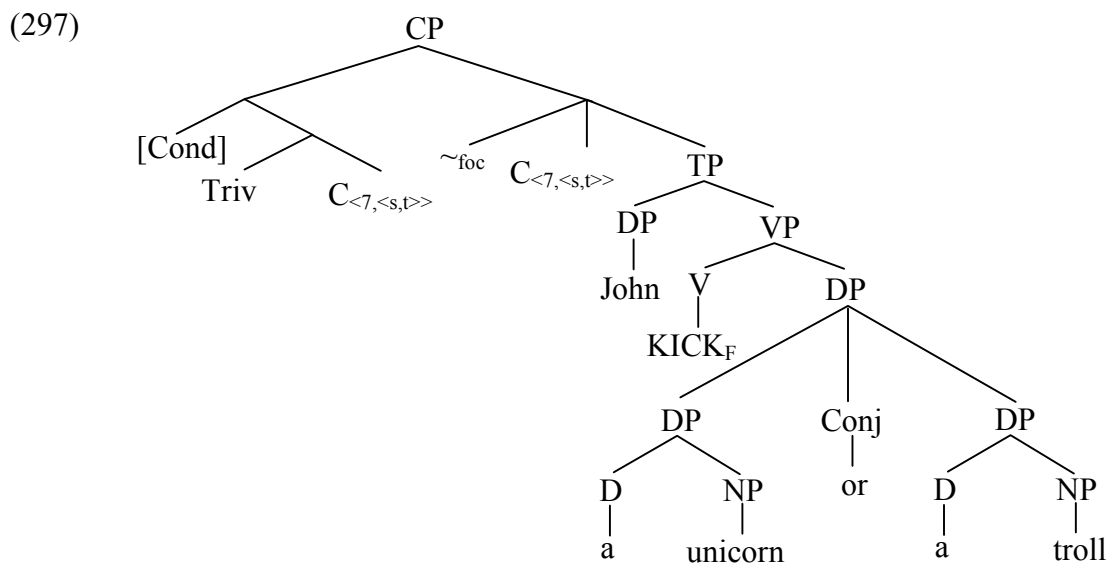 (297)
CP
[Cond]
Triv C<7,<s,t>>
~foc C<7,<s,t>> TP
DP VP
John V DP
KICKF
DP Conj DP
D NP or D NP
a unicorn a troll